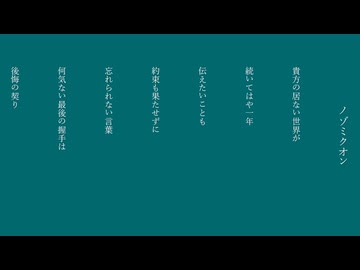 ノゾミクオン
貴方の居ない世界が
続いてはや一年
伝えたいことも
約束も果たせずに
忘れられない言葉
何気ない最後の握手は
後悔の契り